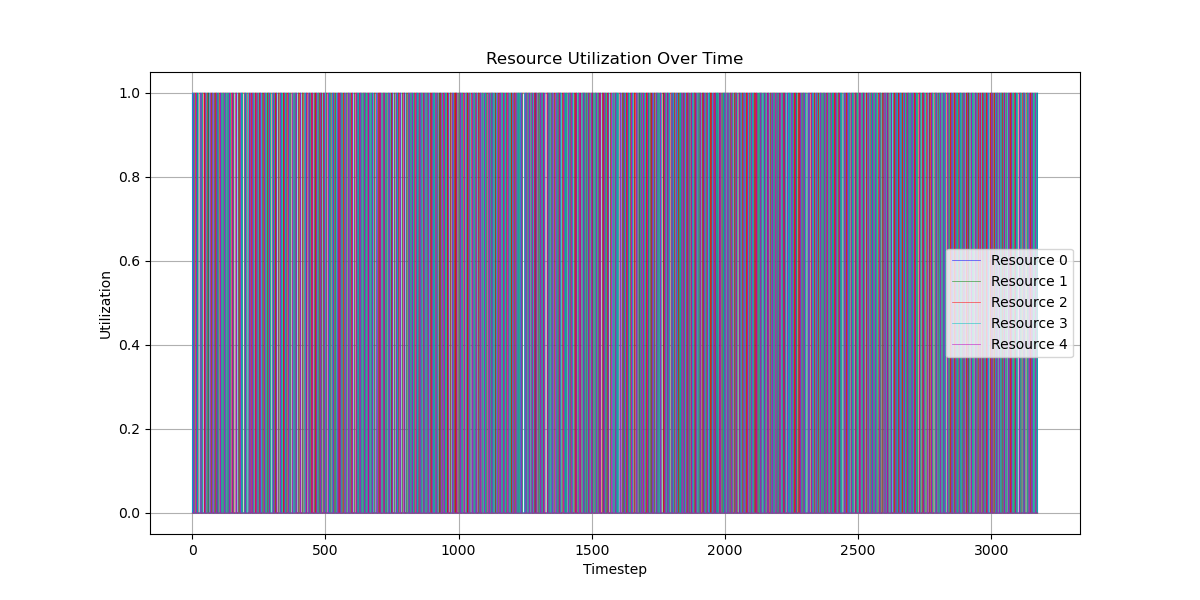 Resource Utilization Over Time
1.0
0.8
0.6
0.4
0.2
0.0
Utilization
Resource 0
Resource 1
Resource 2
Resource 3
Resource 4
0 500 1000 1500 2000 2500 3000
Timestep